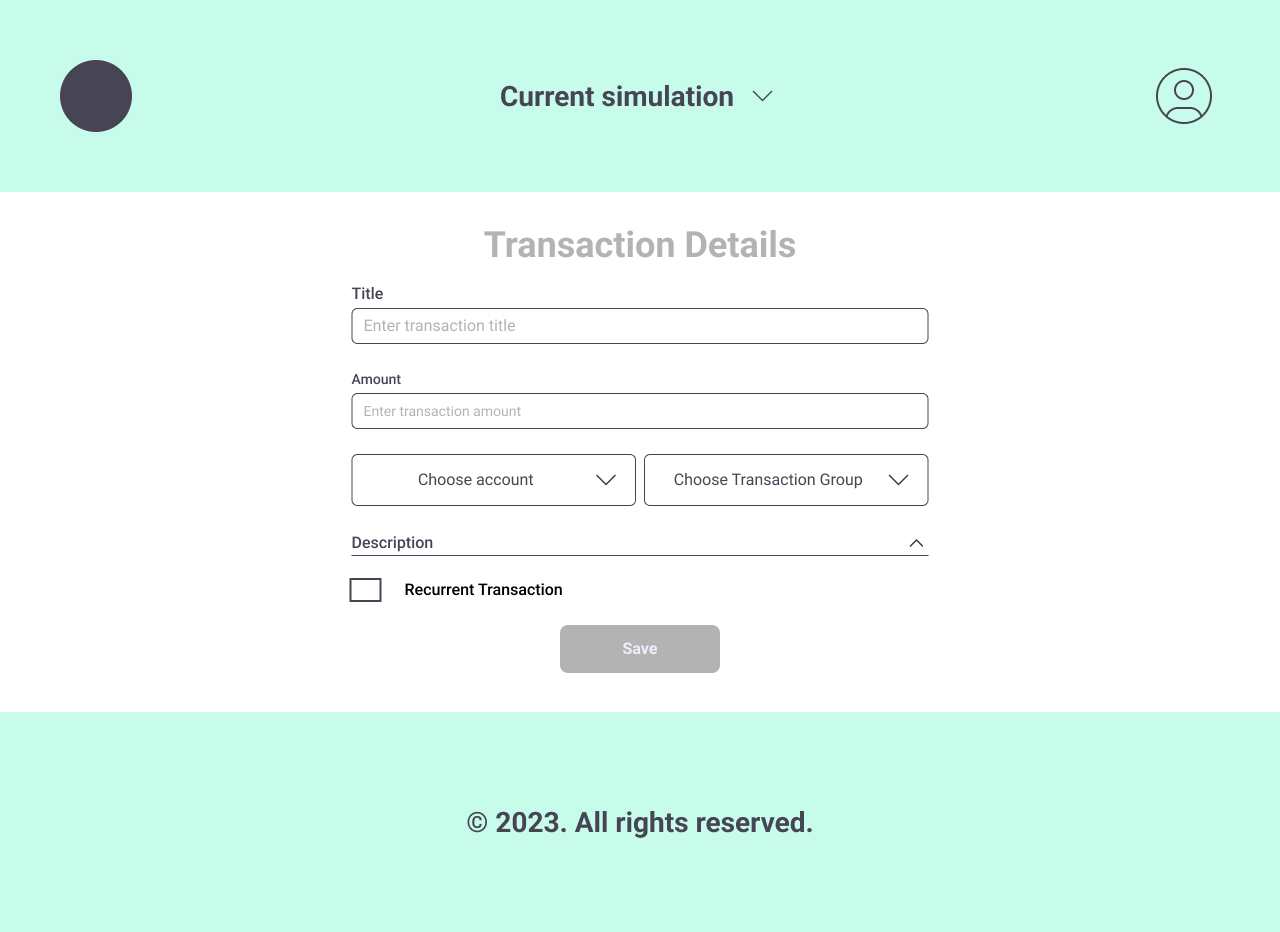 Current simulation
Transaction Details
Title
Enter transaction title
Amount
Enter transaction amount
Choose account
Choose Transaction Group
Description
Recurrent Transaction
Save
© 2023. All rights reserved.